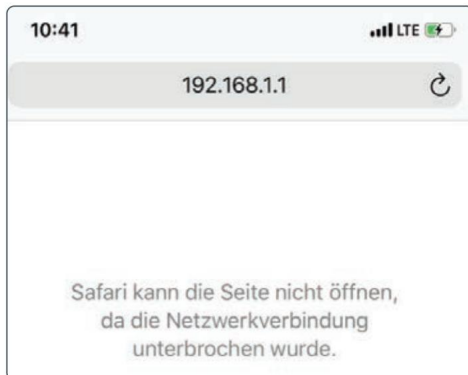 10:41
LTE
192.168.1.1
Safari kann die Seite nicht öffnen,
da die Netzwerkverbindung
unterbrochen wurde.